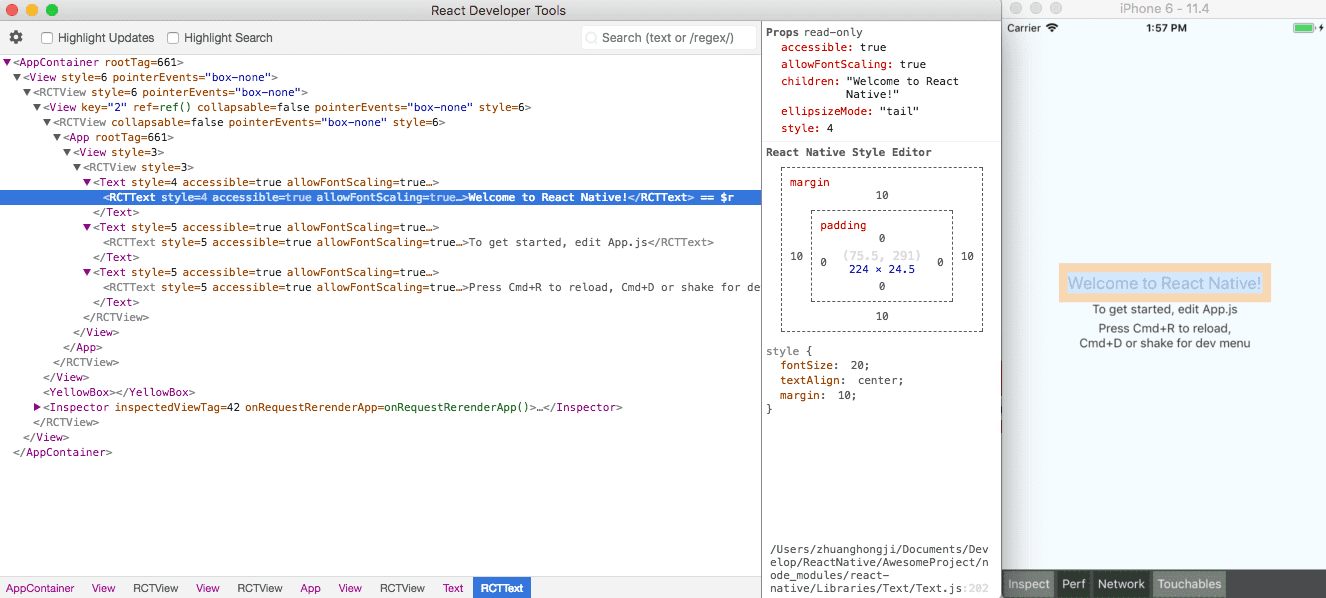 React Developer Tools
Highlight Updates
Highlight Search
Search (text or /regex/)
<AppContainer rootTag=661>
<View style=6 pointerEvents="box-none">
<RCTView style=6 pointerEvents="box-none">
<View key="2" ref=ref() collapsable=false pointerEvents="box-none" style=6>
<RCTView collapsable=false pointerEvents="box-none" style=6>
<App rootTag=661>
<View style=3>
<RCTView style=3>
<Text style=4 accessible=true allowFontScaling=true…>
<RCTText style=4 accessible=true allowFontScaling=true…>Welcome to React Native!</RCTText> == $r
</Text>
<Text style=5 accessible=true allowFontScaling=true…>
<RCTText style=5 accessible=true allowFontScaling=true…>To get started, edit App.js</RCTText>
</Text>
<Text style=5 accessible=true allowFontScaling=true…>
<RCTText style=5 accessible=true allowFontScaling=true…>Press Cmd+R to reload, Cmd+D or shake for de
</Text>
</RCTView>
</View>
</App>
</RCTView>
</View>
<YellowBox></YellowBox>
<Inspector inspectedViewTag=42 onRequestRerenderApp=onRequestRerenderApp()>…</Inspector>
</RCTView>
</View>
</AppContainer>
AppContainer View RCTView View RCTView App View RCTView Text RCTText
Props read-only
accessible: true
allowFontScaling: true
children: "Welcome to React
Native!"
ellipsizeMode: "tail"
style: 4
React Native Style Editor
margin
10
padding
0
10 0 (75.5, 291) 0 10
224 × 24.5
0
10
style {
fontSize: 20;
textAlign: center;
margin: 10;
}
/Users/zhuanghongji/Documents/Dev
elop/ReactNative/AwesomeProject/n
ode_modules/react-
native/Libraries/Text/Text.js:202
iPhone 6 - 11.4
Carrier 1:57 PM
Welcome to React Native!
To get started, edit App.js
Press Cmd+R to reload,
Cmd+D or shake for dev menu
Inspect Perf Network Touchables